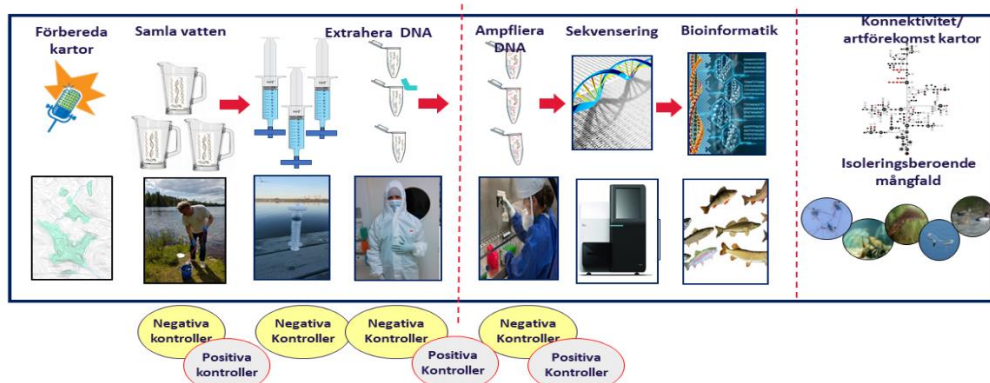 Förbereda
kartor
Samla vatten
Extrahera DNA
Ampfliera
DNA
Sekvensering
Bioinformatik
Konnektivitet/
artförekomst kartor
Isoleringsberoende
mångfald
Negativa
kontroller
Positiva
kontroller
Negativa
Kontroller
Negativa
Kontroller
Positiva
Kontroller
Negativa
Kontroller
Positiva
Kontroller